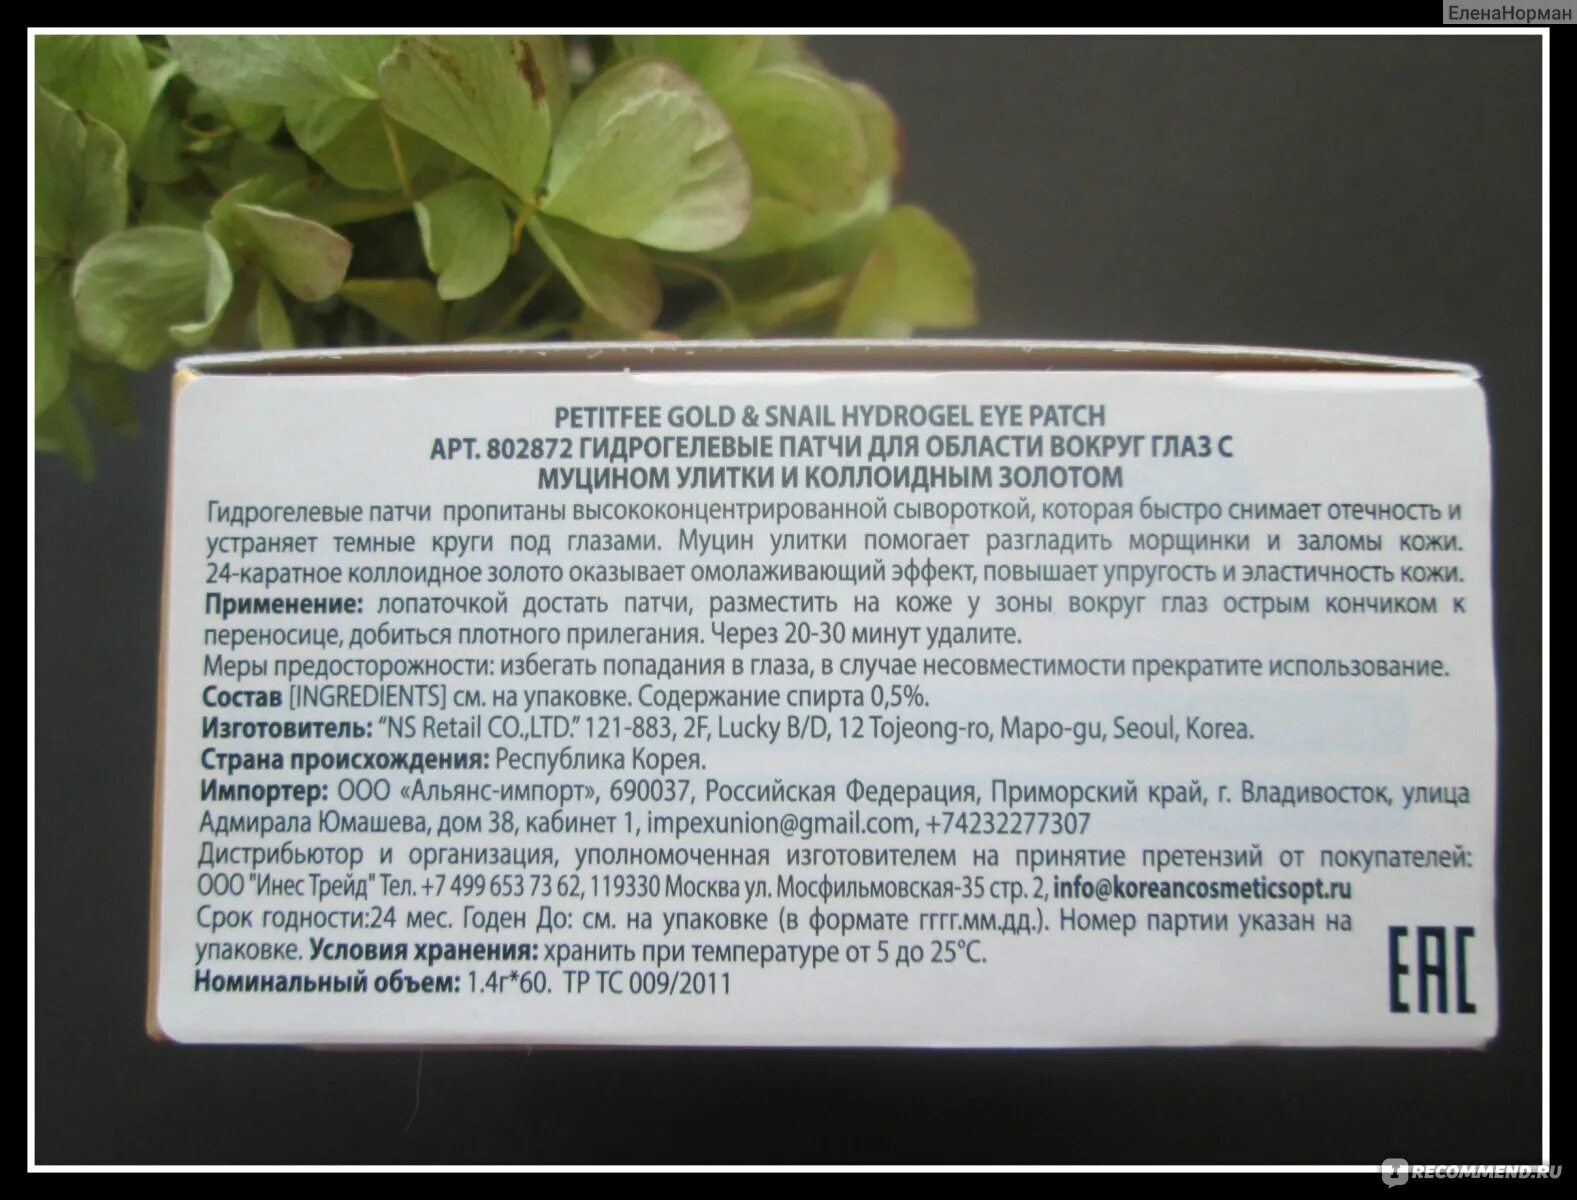 ЕленаНорман
PETITFEE GOLD & SNAIL HYDROGEL EYE PATCH
АРТ. 802872 ГИДРОГЕЛЕВЫЕ ПАТЧИ ДЛЯ ОБЛАСТИ ВОКРУГ ГЛАЗ С
МУЦИНОМ УЛИТКИ И КОЛЛОИДНЫМ ЗОЛОТОМ
Гидрогелевые патчи пропитаны высококонцентрированной сывороткой, которая быстро снимает отечность и
устраняет темные круги под глазами. Муцин улитки помогает разгладить морщинки и заломы кожи.
24-каратное коллоидное золото оказывает омолаживающий эффект, повышает упругость и эластичность кожи.
Применение: лопаточкой достать патчи, разместить на коже у зоны вокруг глаз острым кончиком к
переносице, добиться плотного прилегания. Через 20-30 минут удалите.
Меры предосторожности: избегать попадания в глаза, в случае несовместимости прекратите использование.
Состав [INGREDIENTS] см. на упаковке. Содержание спирта 0,5%.
Изготовитель: "NS Retail CO.,LTD." 121-883, 2F, Lucky B/D, 12 Tojeong-ro, Mapo-gu, Seoul, Korea.
Страна происхождения: Республика Корея.
Импортер: ООО «Альянс-импорт», 690037, Российская Федерация, Приморский край, г. Владивосток, улица
Адмирала Юмашева, дом 38, кабинет 1, impexunion@gmail.com, +74232277307
Дистрибьютор и организация, уполномоченная изготовителем на принятие претензий от покупателей:
ООО "Инес Трейд" Тел. +7 499 653 73 62, 119330 Москва ул. Мосфильмовская-35 стр. 2, info@koreancosmeticsopt.ru
Срок годности:24 мес. Годен До: см. на упаковке (в формате гггг.мм.дд.). Номер партии указан на
упаковке. Условия хранения: хранить при температуре от 5 до 25°С.
Номинальный объем: 1.4г*60. ТР ТС 009/2011
EAC
IRECOMMEND.RU